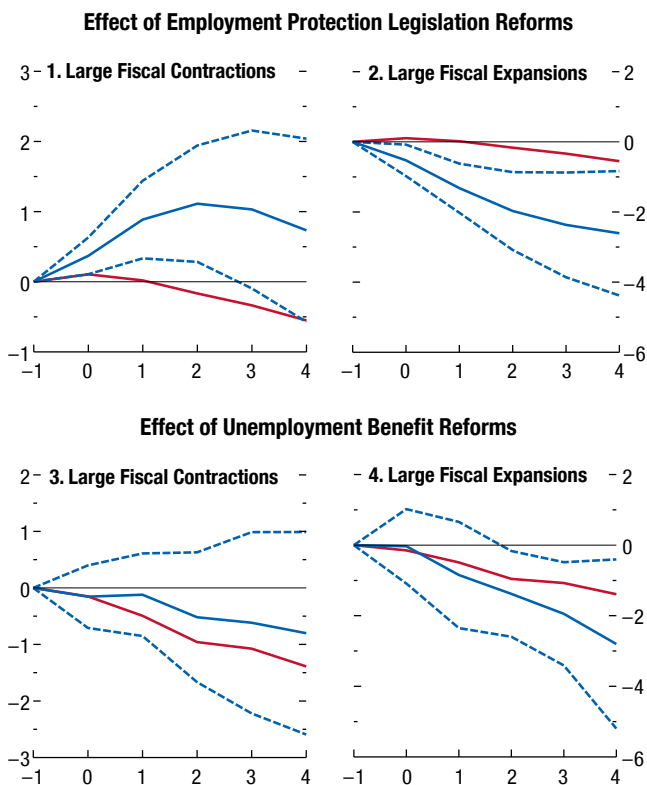 Effect of Employment Protection Legislation Reforms
3
1. Large Fiscal Contractions
2
1
0
–1
–1 0 1 2 3 4
2. Large Fiscal Expansions
2
0
–2
–4
–6
–1 0 1 2 3 4
Effect of Unemployment Benefit Reforms
2
3. Large Fiscal Contractions
1
0
–1
–2
–3
–1 0 1 2 3 4
4. Large Fiscal Expansions
2
0
–2
–4
–6
–1 0 1 2 3 4